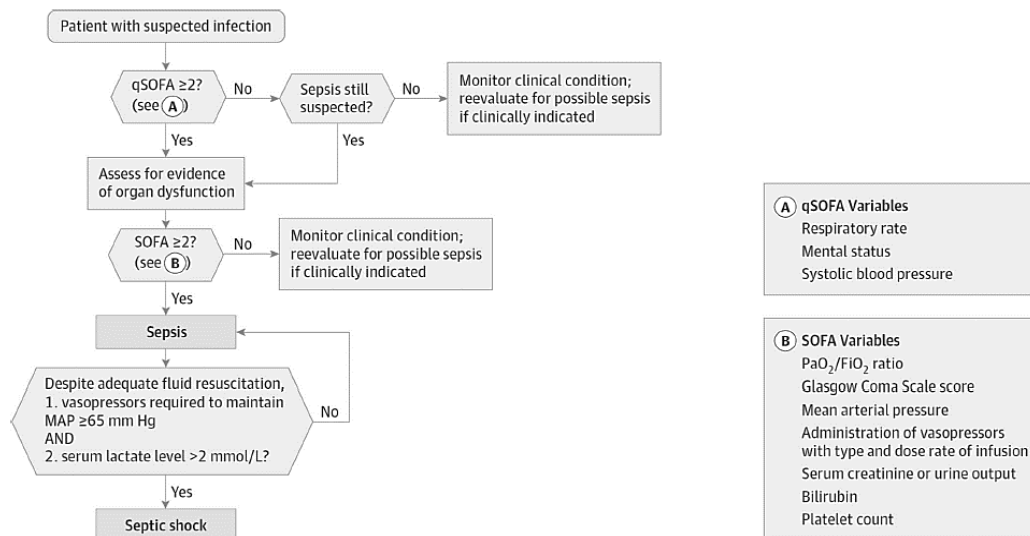 Patient with suspected infection
qSOFA ≥2?
(see A)
No
Sepsis still
suspected?
No
Monitor clinical condition;
reevaluate for possible sepsis
if clinically indicated
Yes
Yes
Assess for evidence
of organ dysfunction
SOFA ≥2?
(see B)
No
Monitor clinical condition;
reevaluate for possible sepsis
if clinically indicated
Yes
Sepsis
Despite adequate fluid resuscitation,
1. vasopressors required to maintain
MAP ≥65 mm Hg
AND
2. serum lactate level >2 mmol/L?
No
Yes
Septic shock
A qSOFA Variables
Respiratory rate
Mental status
Systolic blood pressure
B SOFA Variables
PaO₂/FiO₂ ratio
Glasgow Coma Scale score
Mean arterial pressure
Administration of vasopressors
with type and dose rate of infusion
Serum creatinine or urine output
Bilirubin
Platelet count